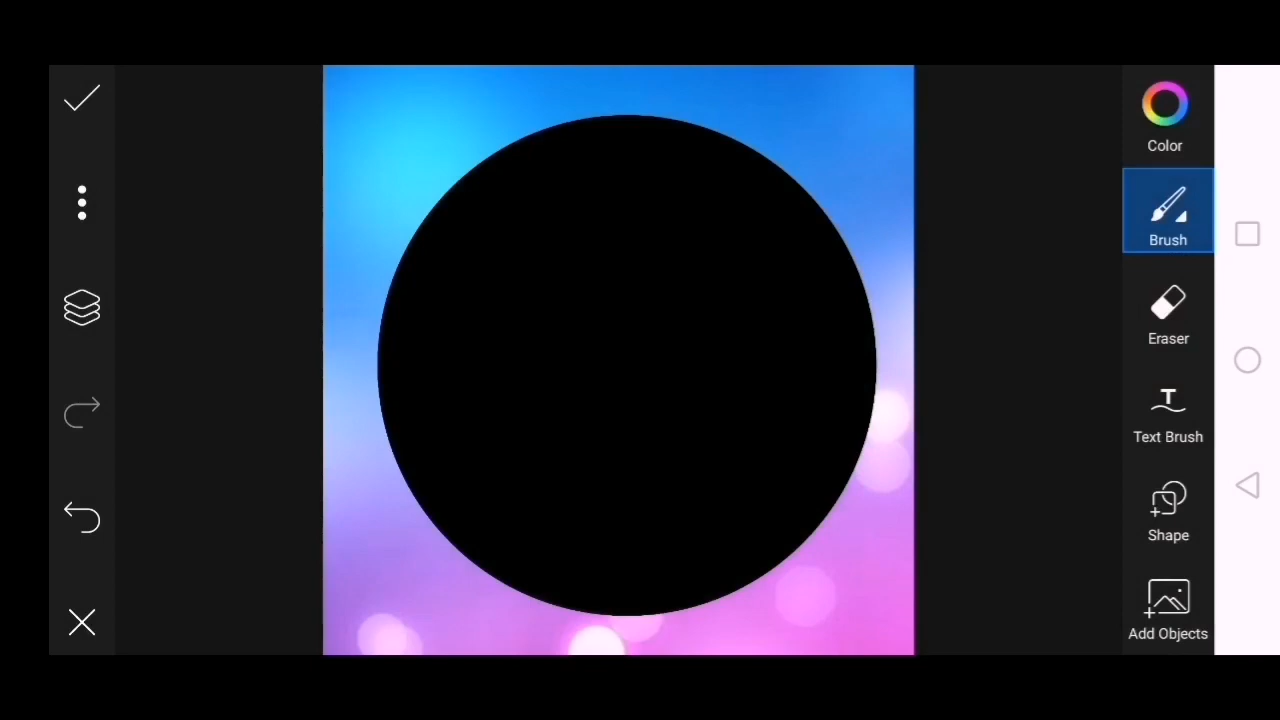 Color
Brush
Eraser
T
Text Brush
Shape
Add Objects